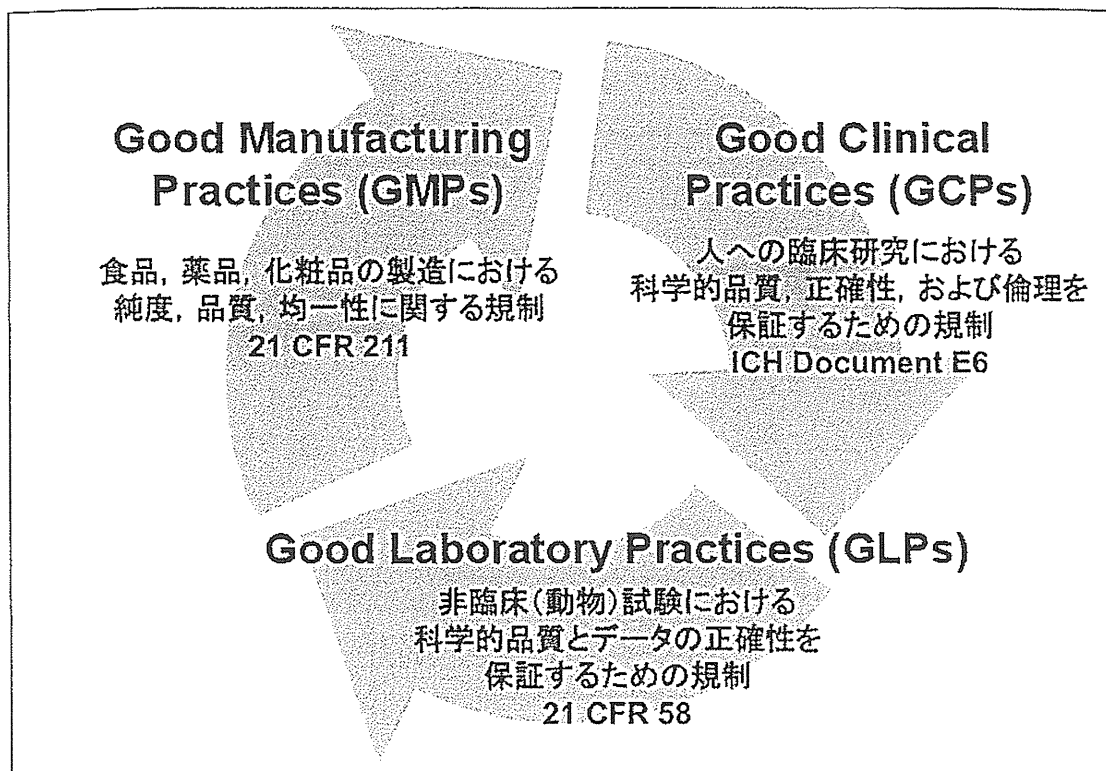 Good Manufacturing
Practices (GMPs)
食品, 薬品, 化粧品の製造における
純度, 品質, 均一性に関する規制
21 CFR 211
Good Clinical
Practices (GCPs)
人への臨床研究における
科学的品質, 正確性, および倫理を
保証するための規制
ICH Document E6
Good Laboratory Practices (GLPs)
非臨床(動物)試験における
科学的品質とデータの正確性を
保証するための規制
21 CFR 58